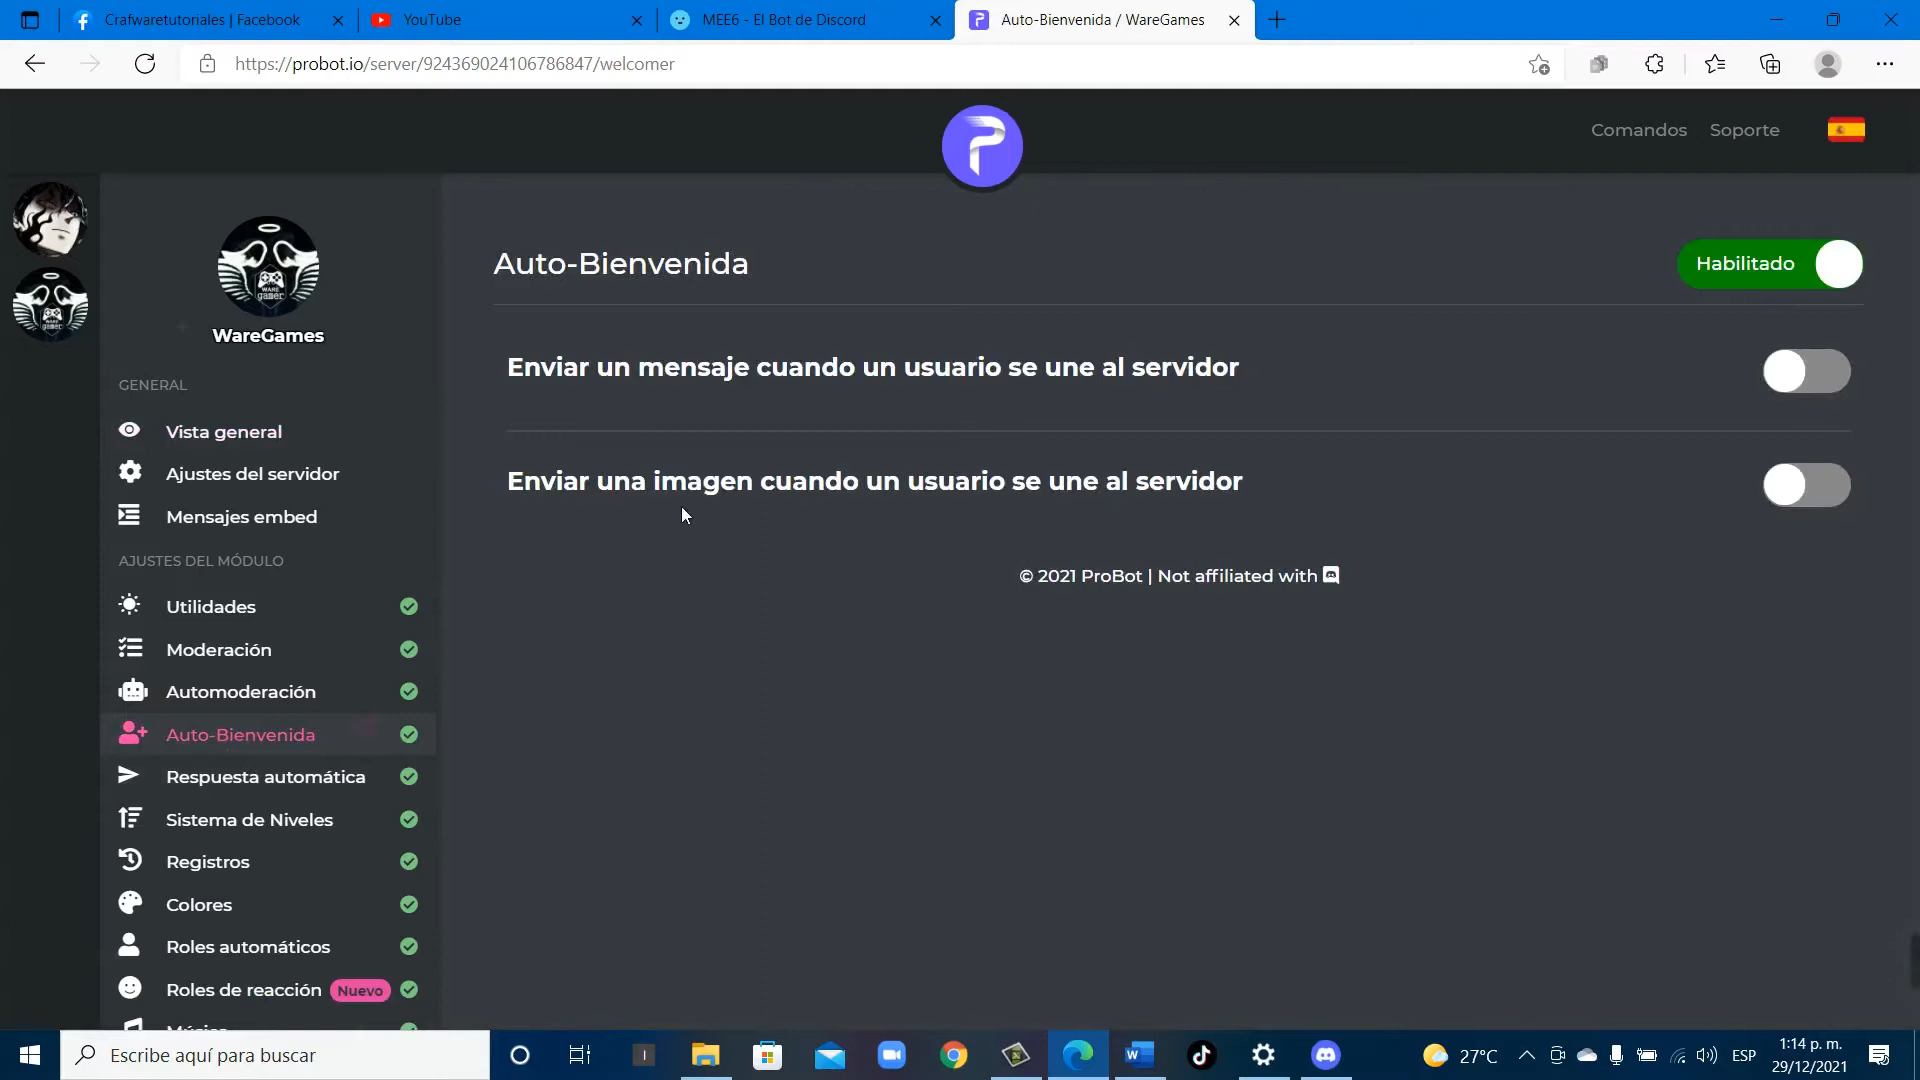 Crafwaretutoriales | Facebook
YouTube
MEE6 - El Bot de Discord
Auto-Bienvenida / WareGames
https://probot.io/server/924369024106786847/welcomer
Comandos
Soporte
WareGames
GENERAL
Vista general
Ajustes del servidor
Mensajes embed
AJUSTES DEL MÓDULO
Utilidades
Moderación
Automoderación
Auto-Bienvenida
Respuesta automática
Sistema de Niveles
Registros
Colores
Roles automáticos
Roles de reacción Nuevo
Auto-Bienvenida
Habilitado
Enviar un mensaje cuando un usuario se une al servidor
Enviar una imagen cuando un usuario se une al servidor
© 2021 ProBot | Not affiliated with
Escribe aquí para buscar
27°C
ESP
1:14 p. m.
29/12/2021